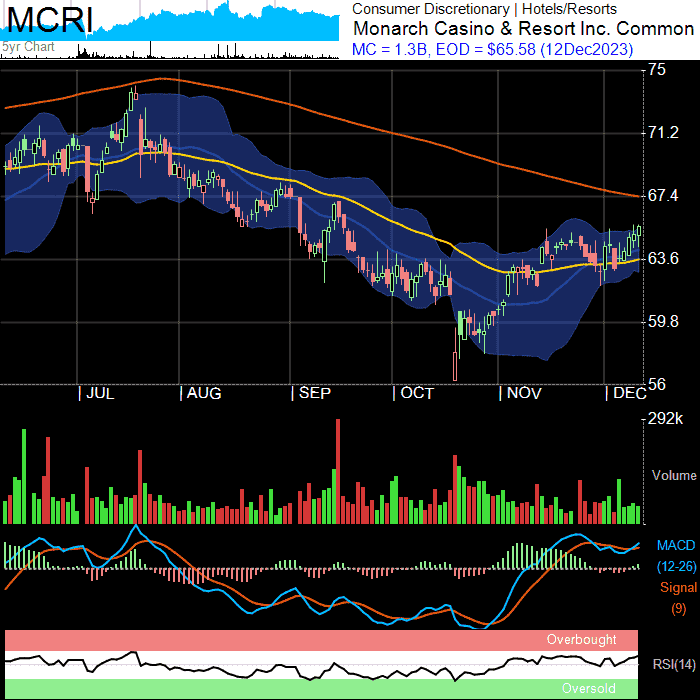 MCRI
5yr Chart
Consumer Discretionary | Hotels/Resorts
Monarch Casino & Resort Inc. Common
MC = 1.3B, EOD = $65.58 (12Dec2023)
75
71.2
67.4
63.6
59.8
56
| JUL | AUG | SEP | OCT | NOV | DEC
292k
Volume
MACD
(12-26)
Signal
(9)
Overbought
RSI(14)
Oversold